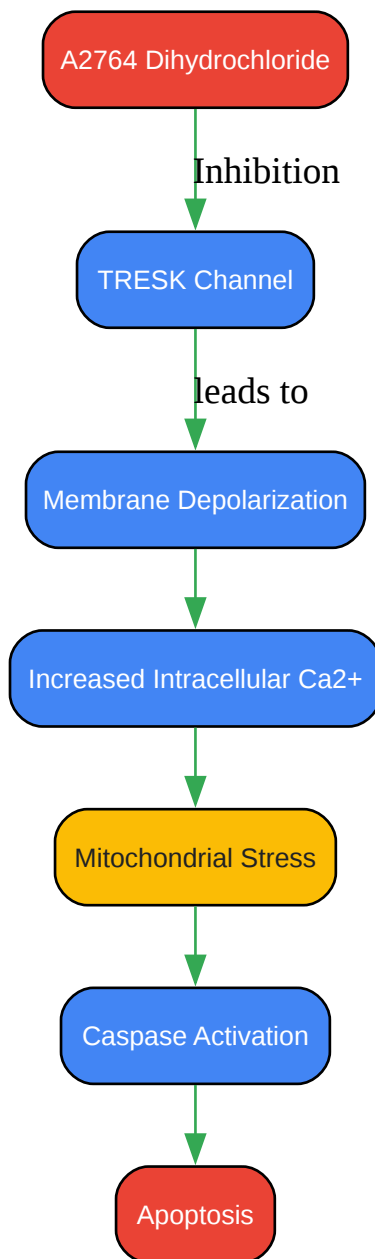 A2764 Dihydrochloride
Inhibition
TRESK Channel
leads to
Membrane Depolarization
Increased Intracellular Ca2+
Mitochondrial Stress
Caspase Activation
Apoptosis